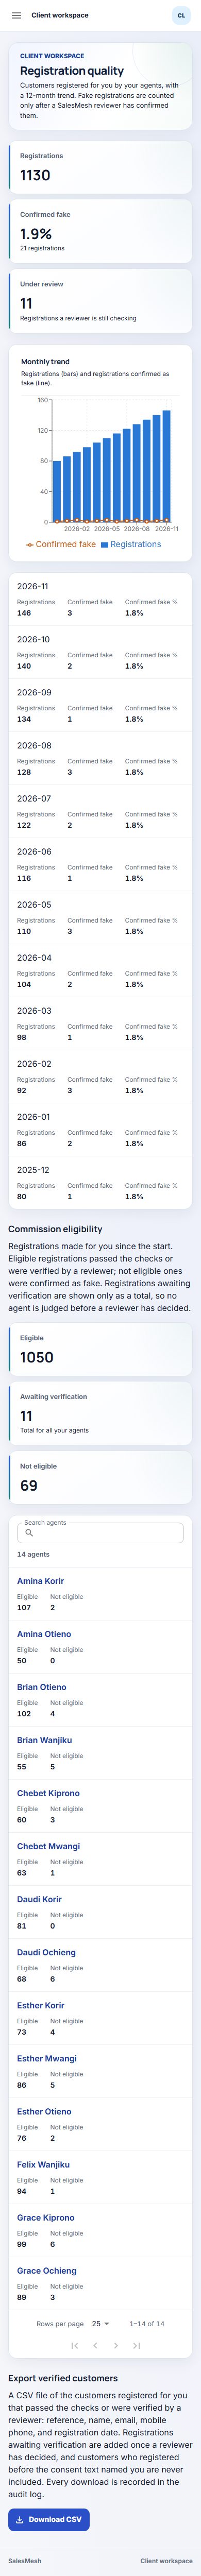 Client workspace
CL
CLIENT WORKSPACE
Registration quality
Customers registered for you by your agents, with
a 12-month trend. Fake registrations are counted
only after a SalesMesh reviewer has confirmed
them.
Registrations
1130
Confirmed fake
1.9%
21 registrations
Under review
11
Registrations a reviewer is still checking
Monthly trend
Registrations (bars) and registrations confirmed as
fake (line).
160
120
80
40
0
2026-02 2026-05 2026-08 2026-11
Confirmed fake Registrations
2026-11
Registrations Confirmed fake Confirmed fake %
146 3 1.8%
2026-10
Registrations Confirmed fake Confirmed fake %
140 2 1.8%
2026-09
Registrations Confirmed fake Confirmed fake %
134 1 1.8%
2026-08
Registrations Confirmed fake Confirmed fake %
128 3 1.8%
2026-07
Registrations Confirmed fake Confirmed fake %
122 2 1.8%
2026-06
Registrations Confirmed fake Confirmed fake %
116 1 1.8%
2026-05
Registrations Confirmed fake Confirmed fake %
110 3 1.8%
2026-04
Registrations Confirmed fake Confirmed fake %
104 2 1.8%
2026-03
Registrations Confirmed fake Confirmed fake %
98 1 1.8%
2026-02
Registrations Confirmed fake Confirmed fake %
92 3 1.8%
2026-01
Registrations Confirmed fake Confirmed fake %
86 2 1.8%
2025-12
Registrations Confirmed fake Confirmed fake %
80 1 1.8%
Commission eligibility
Registrations made for you since the start.
Eligible registrations passed the checks or
were verified by a reviewer; not eligible ones
were confirmed as fake. Registrations awaiting
verification are shown only as a total, so no
agent is judged before a reviewer has decided.
Eligible
1050
Awaiting verification
11
Total for all your agents
Not eligible
69
Search agents
14 agents
Amina Korir
Eligible Not eligible
107 2
Amina Otieno
Eligible Not eligible
50 0
Brian Otieno
Eligible Not eligible
102 4
Brian Wanjiku
Eligible Not eligible
55 5
Chebet Kiprono
Eligible Not eligible
60 3
Chebet Mwangi
Eligible Not eligible
63 1
Daudi Korir
Eligible Not eligible
81 0
Daudi Ochieng
Eligible Not eligible
68 6
Esther Korir
Eligible Not eligible
73 4
Esther Mwangi
Eligible Not eligible
86 5
Esther Otieno
Eligible Not eligible
76 2
Felix Wanjiku
Eligible Not eligible
94 1
Grace Kiprono
Eligible Not eligible
99 6
Grace Ochieng
Eligible Not eligible
89 3
Rows per page 25 1–14 of 14
Export verified customers
A CSV file of the customers registered for you
that passed the checks or were verified by a
reviewer: reference, name, email, mobile
phone, and registration date. Registrations
awaiting verification are added once a reviewer
has decided, and customers who registered
before the consent text named you are never
included. Every download is recorded in the
audit log.
Download CSV
SalesMesh Client workspace